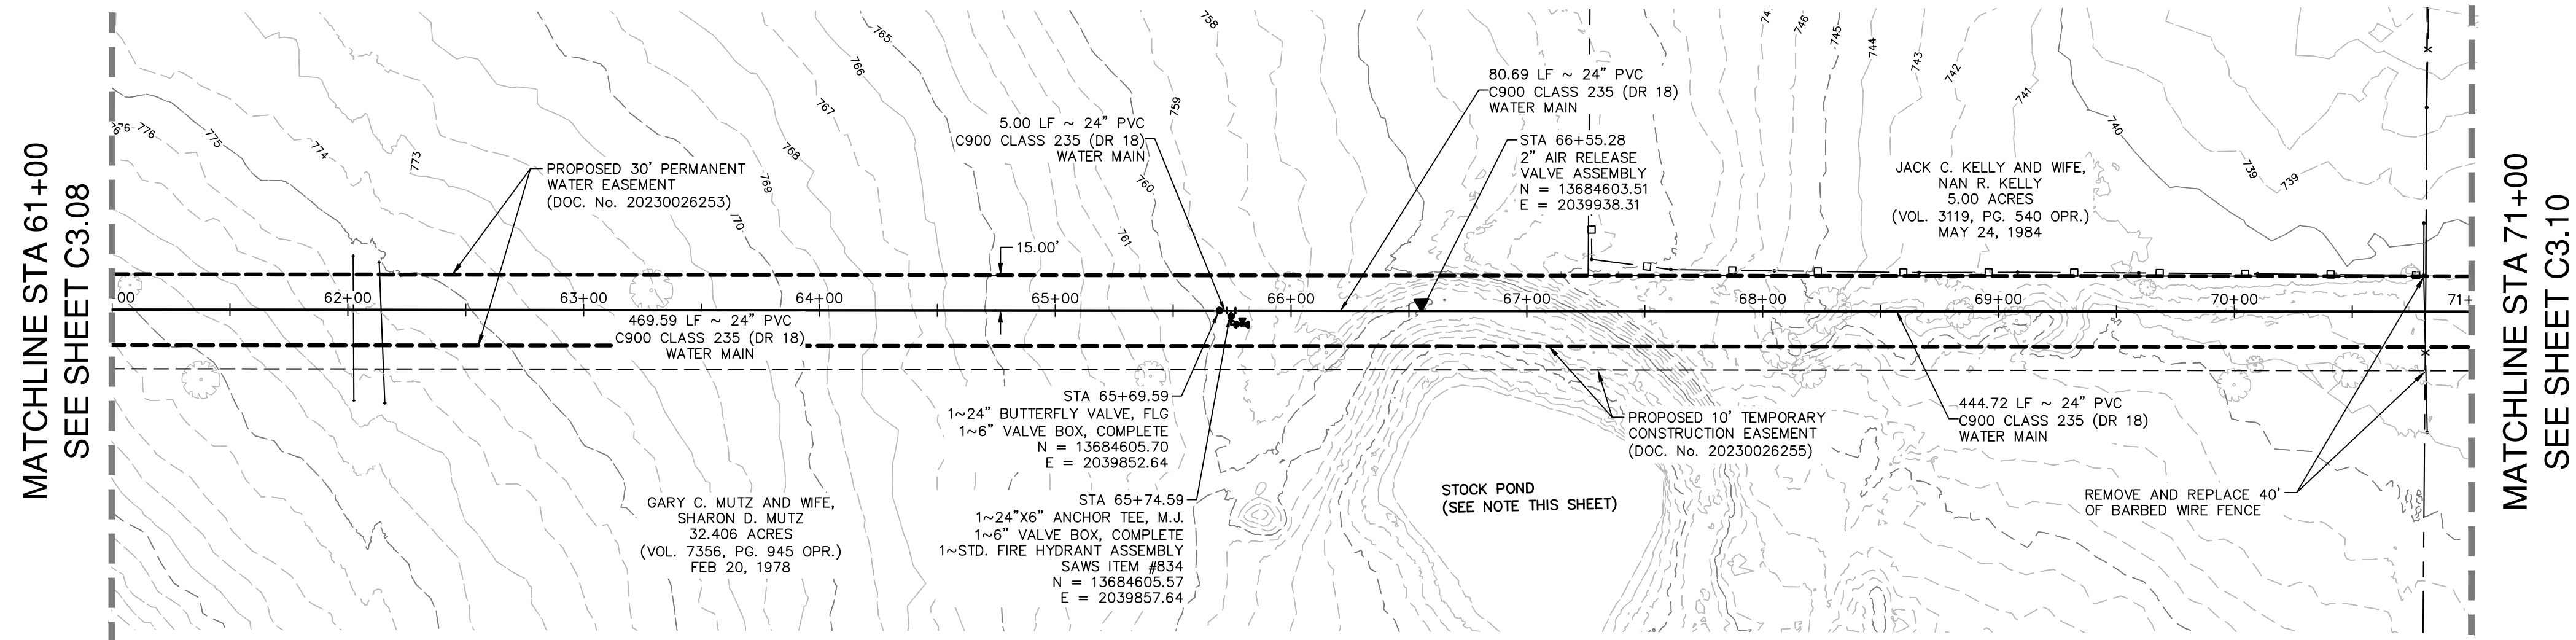 MATCHLINE STA 61+00
SEE SHEET C3.08
758
765
766
767
768
769
70
759
760
761
776
776
775
774
773
74
746
745
744
743
742
741
740
739
739
PROPOSED 30' PERMANENT
WATER EASEMENT
(DOC. No. 20230026253)
5.00 LF ~ 24" PVC
C900 CLASS 235 (DR 18)
WATER MAIN
80.69 LF ~ 24" PVC
C900 CLASS 235 (DR 18)
WATER MAIN
STA 66+55.28
2" AIR RELEASE
VALVE ASSEMBLY
N = 13684603.51
E = 2039938.31
JACK C. KELLY AND WIFE,
NAN R. KELLY
5.00 ACRES
(VOL. 3119, PG. 540 OPR.)
MAY 24, 1984
15.00'
00
62+00
63+00
64+00
65+00
66+00
67+00
68+00
69+00
70+00
71+
469.59 LF ~ 24" PVC
C900 CLASS 235 (DR 18)
WATER MAIN
STA 65+69.59
1~24" BUTTERFLY VALVE, FLG
1~6" VALVE BOX, COMPLETE
N = 13684605.70
E = 2039852.64
STA 65+74.59
1~24"X6" ANCHOR TEE, M.J.
1~6" VALVE BOX, COMPLETE
1~STD. FIRE HYDRANT ASSEMBLY
SAWS ITEM #834
N = 13684605.57
E = 2039857.64
GARY C. MUTZ AND WIFE,
SHARON D. MUTZ
32.406 ACRES
(VOL. 7356, PG. 945 OPR.)
FEB 20, 1978
STOCK POND
(SEE NOTE THIS SHEET)
PROPOSED 10' TEMPORARY
CONSTRUCTION EASEMENT
(DOC. No. 20230026255)
444.72 LF ~ 24" PVC
C900 CLASS 235 (DR 18)
WATER MAIN
REMOVE AND REPLACE 40'
OF BARBED WIRE FENCE
MATCHLINE STA 71+00
SEE SHEET C3.10